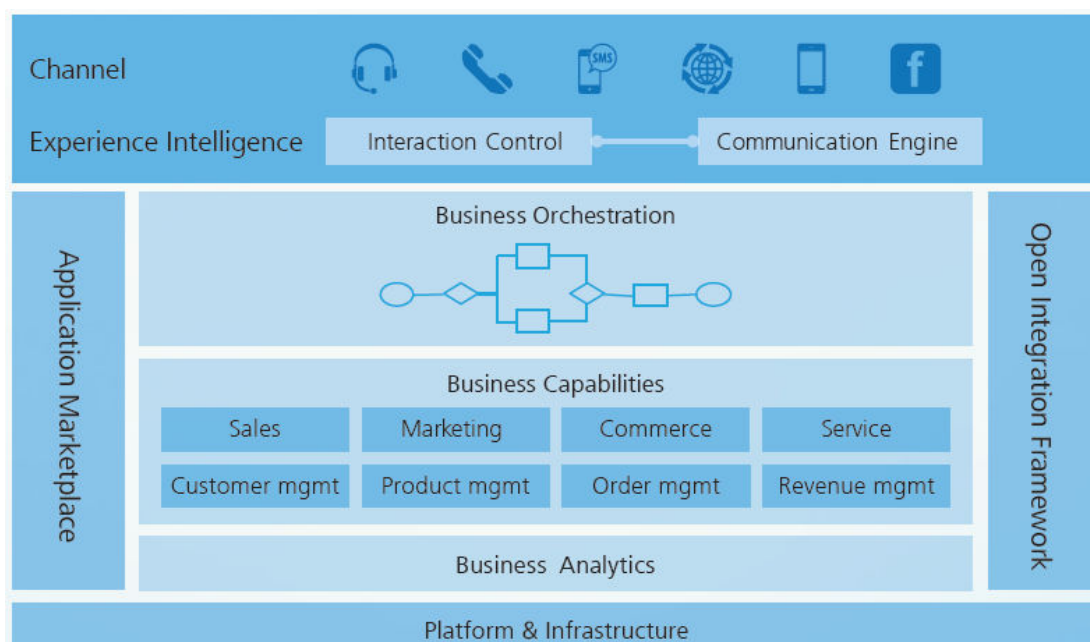 Channel
SMS
f
Experience Intelligence
Interaction Control
Communication Engine
Application Marketplace
Business Orchestration
Business Capabilities
Sales
Marketing
Commerce
Service
Customer mgmt
Product mgmt
Order mgmt
Revenue mgmt
Business Analytics
Open Integration Framework
Platform & Infrastructure